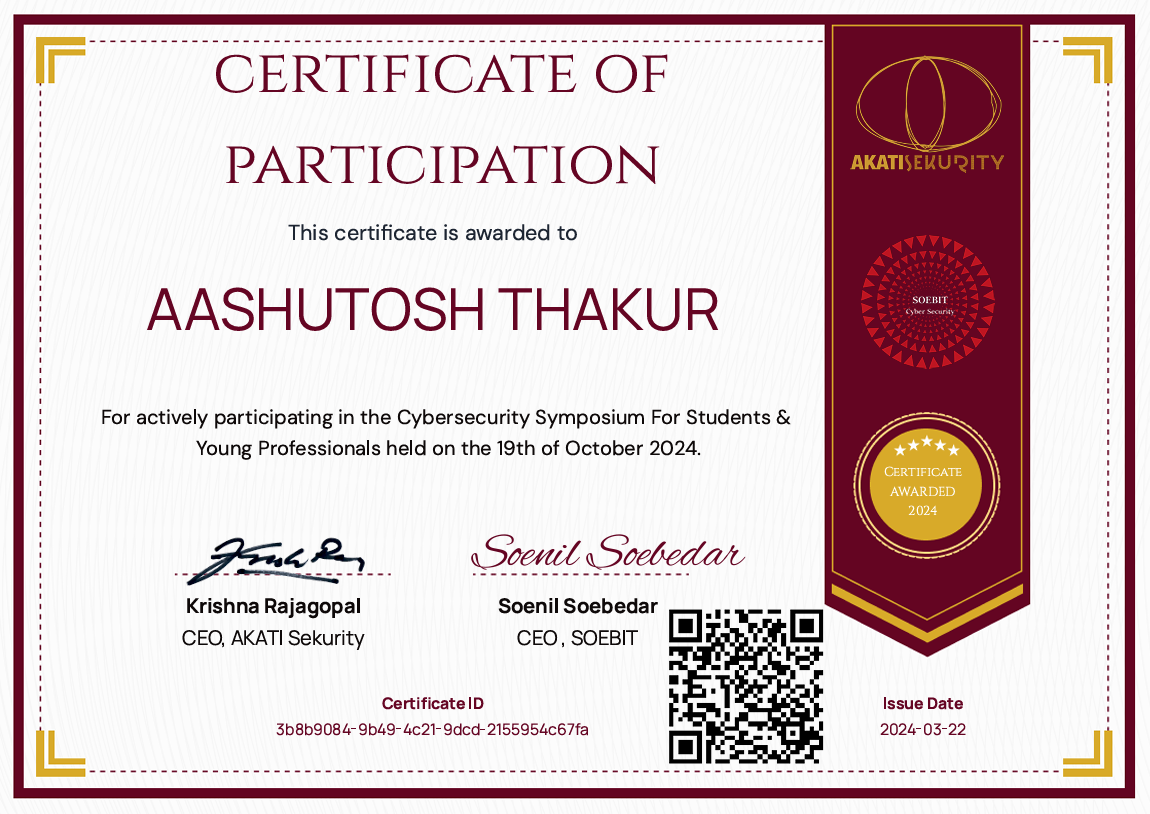 CERTIFICATE OF
PARTICIPATION
This certificate is awarded to
AASHUTOSH THAKUR
For actively participating in the Cybersecurity Symposium For Students &
Young Professionals held on the 19th of October 2024.
Soenil Soebedar
Krishna Rajagopal
CEO, AKATI Sekurity
Soenil Soebedar
CEO , SOEBIT
Certificate ID
3b8b9084-9b49-4c21-9dcd-2155954c67fa
Issue Date
2024-03-22
AKATI SEKURITY
SOEBIT
Cyber Security
CERTIFICATE
AWARDED
2024